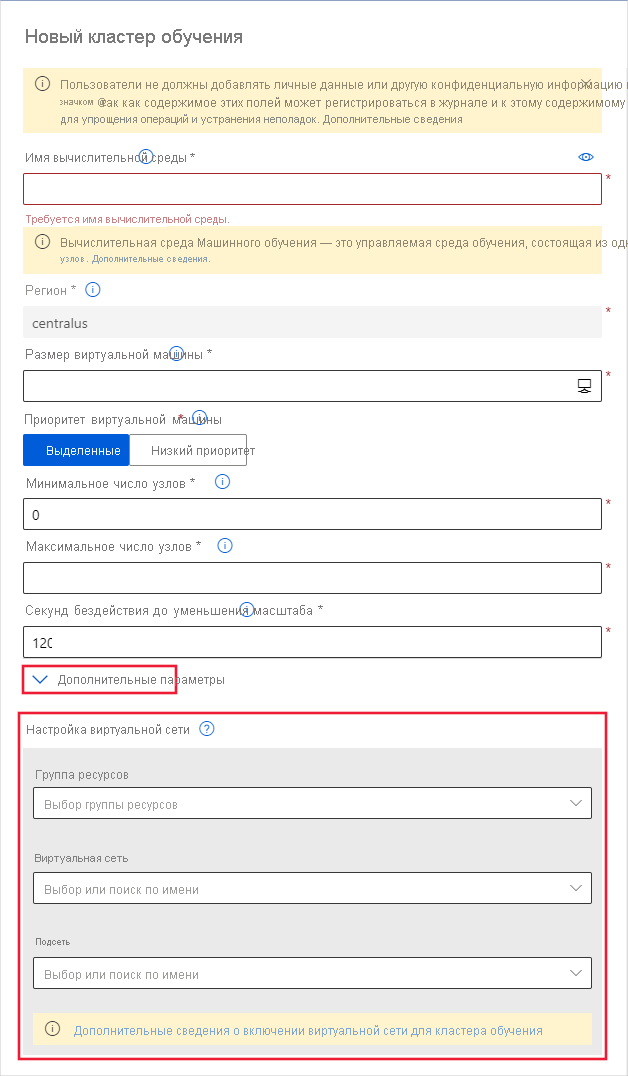 Новый кластер обучения
Пользователи не должны добавлять личные данные или другую конфиденциальную информацию
значком @так как содержимое этих полей может регистрироваться в журнале и к этому содержимому
для упрощения операций и устранения неполадок. Дополнительные сведения
Имя вычислительной среды *
*
Требуется имя вычислительной среды.
Вычислительная среда Машинного обучения — это управляемая среда обучения, состоящая из
узлов. Дополнительные сведения.
Регион *
*
centralus
Размер виртуальной машины *
*
Приоритет виртуальной машины *
Выделенные Низкий приоритет
Минимальное число узлов *
*
0
Максимальное число узлов *
*
Секунд бездействия до уменьшения масштаба *
*
120
Дополнительные параметры
Настройка виртуальной сети ?
Группа ресурсов
Выбор группы ресурсов
Виртуальная сеть
Выбор или поиск по имени
Подсеть
Выбор или поиск по имени
Дополнительные сведения о включении виртуальной сети для кластера обучения